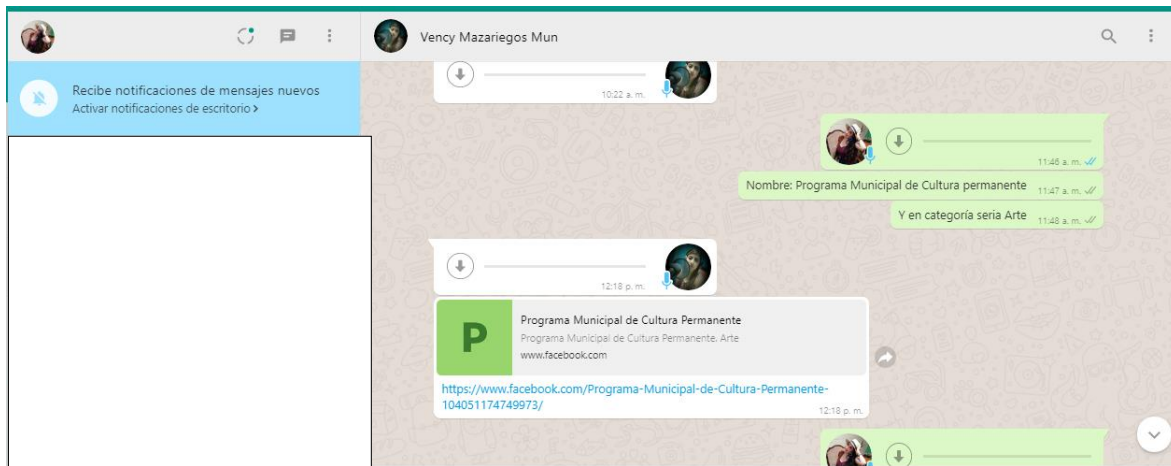 Vency Mazariegos Mun
Recibe notificaciones de mensajes nuevos
Activar notificaciones de escritorio >
10:22 a. m.
11:46 a. m.
Nombre: Programa Municipal de Cultura permanente 11:47 a. m.
Y en categoría seria Arte 11:48 a. m.
12:18 p. m.
P
Programa Municipal de Cultura Permanente
Programa Municipal de Cultura Permanente. Arte
www.facebook.com
https://www.facebook.com/Programa-Municipal-de-Cultura-Permanente-
104051174749973/
12:18 p. m.